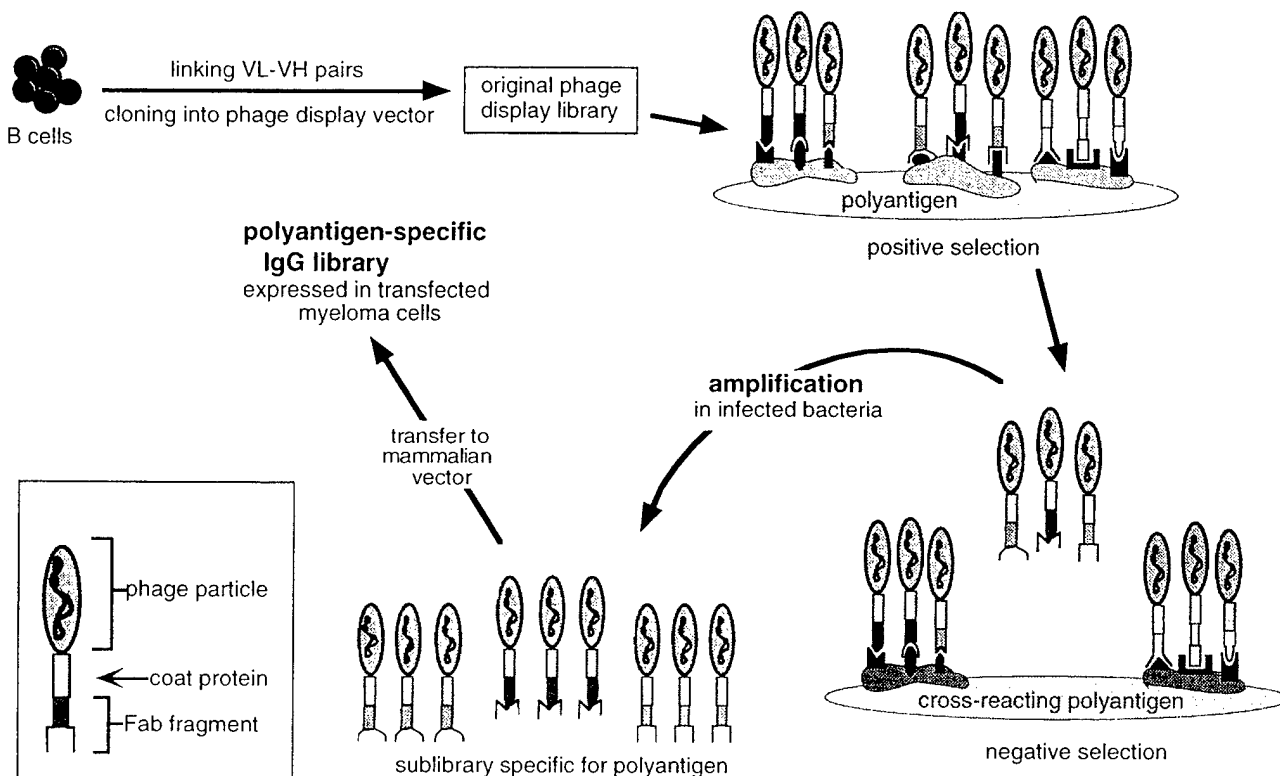 B cells
linking VL-VH pairs
cloning into phage display vector
original phage
display library
polyantigen
positive selection
polyantigen-specific
IgG library
expressed in transfected
myeloma cells
amplification
in infected bacteria
transfer to
mammalian
vector
phage particle
coat protein
Fab fragment
sublibrary specific for polyantigen
cross-reacting polyantigen
negative selection